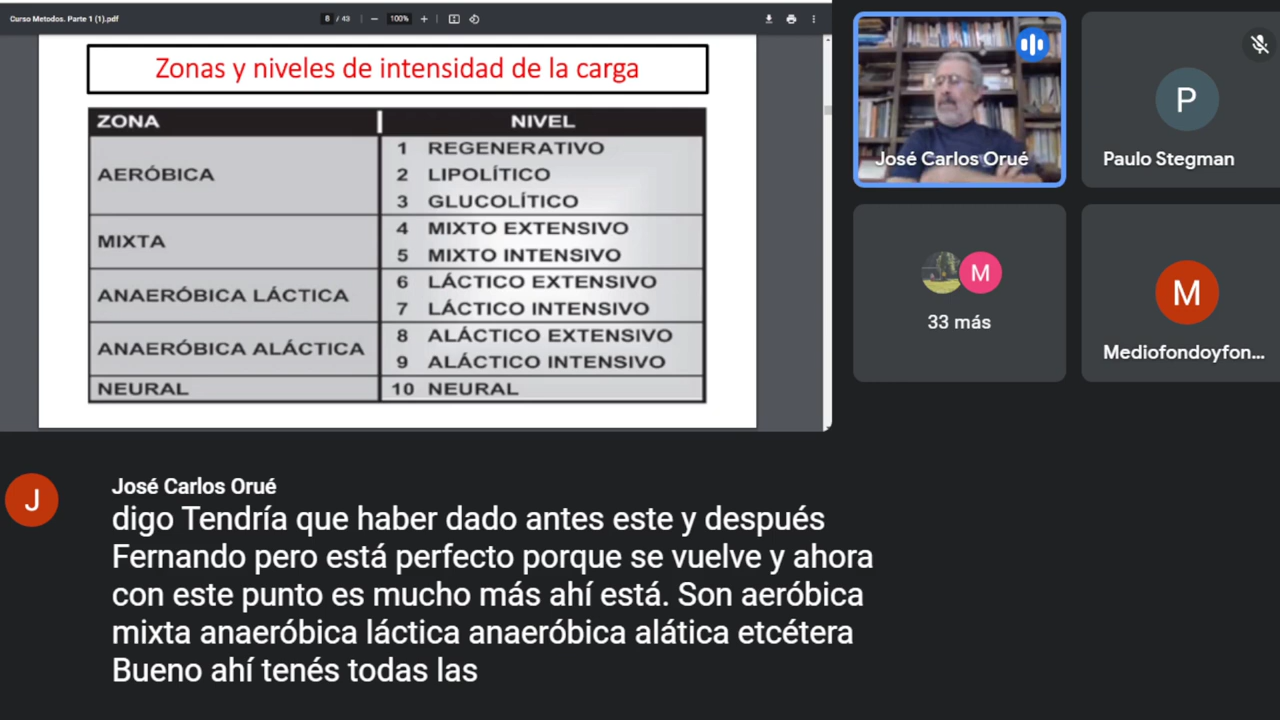 Curso Metodos. Parte 1 (1).pdf
6 / 43
100%
Zonas y niveles de intensidad de la carga
ZONA NIVEL
AERÓBICA
1 REGENERATIVO
2 LIPOLÍTICO
3 GLUCOLÍTICO
MIXTA
4 MIXTO EXTENSIVO
5 MIXTO INTENSIVO
ANAERÓBICA LÁCTICA
6 LÁCTICO EXTENSIVO
7 LÁCTICO INTENSIVO
ANAERÓBICA ALÁCTICA
8 ALÁCTICO EXTENSIVO
9 ALÁCTICO INTENSIVO
NEURAL 10 NEURAL
José Carlos Orué
P
Paulo Stegman
M
33 más
M
Mediofondoyfon...
J
José Carlos Orué
digo Tendría que haber dado antes este y después
Fernando pero está perfecto porque se vuelve y ahora
con este punto es mucho más ahí está. Son aeróbica
mixta anaeróbica láctica anaeróbica alática etcétera
Bueno ahí tenés todas las